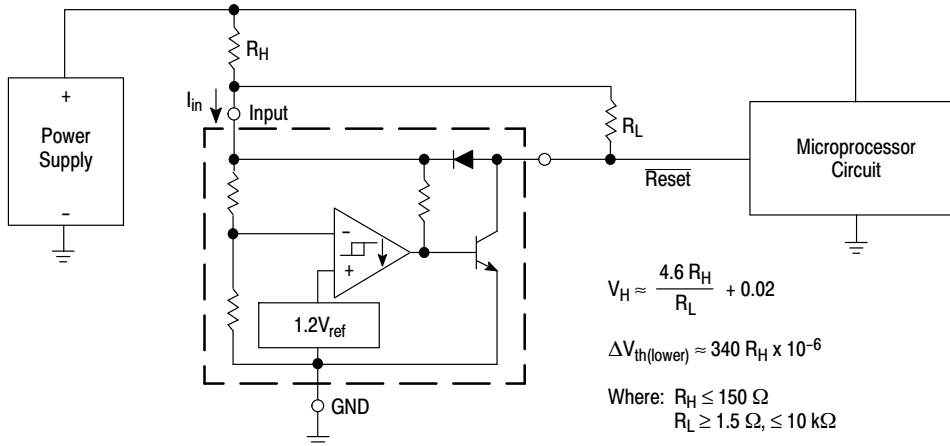 R_H
I_in
Input
R_L
+
Power
Supply
−
Microprocessor
Circuit
Reset
−
+
1.2V_ref
GND
V_H ≈ 4.6 R_H / R_L + 0.02
ΔV_th(lower) ≈ 340 R_H x 10^−6
Where: R_H ≤ 150 Ω
R_L ≥ 1.5 Ω, ≤ 10 kΩ